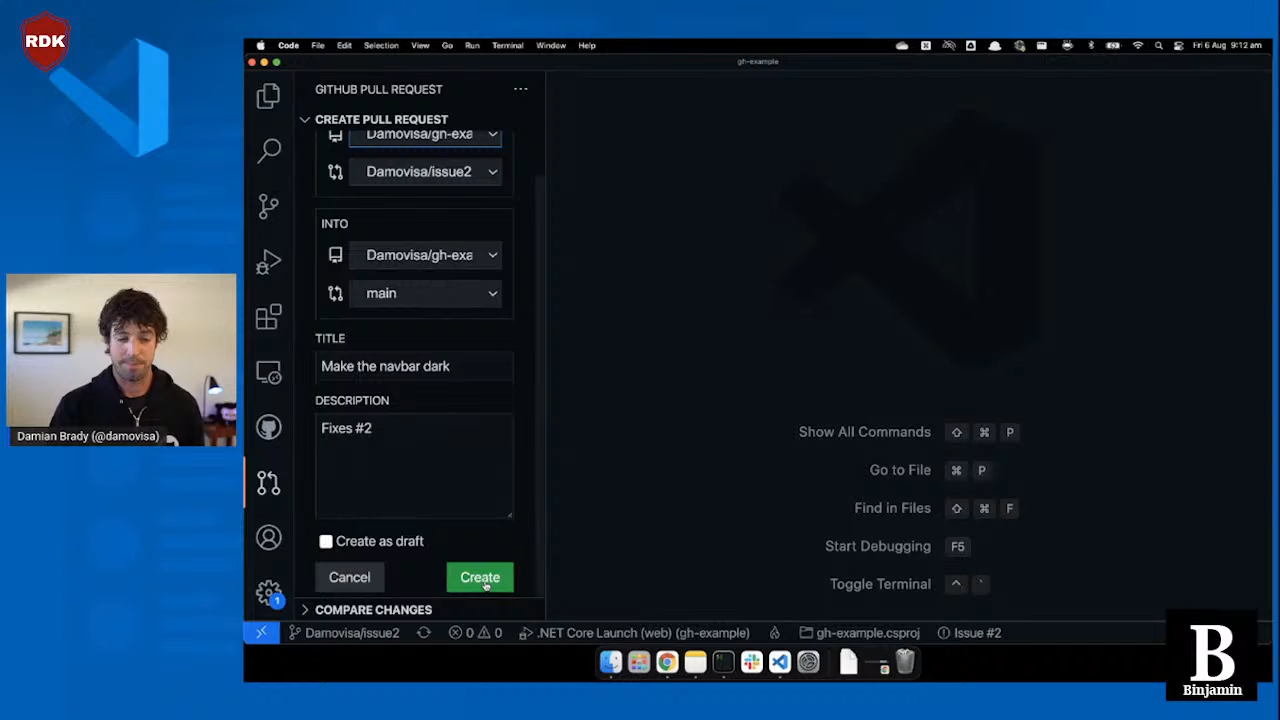 RDK
Code File Edit Selection View Go Run Terminal Window Help
Fri 6 Aug 9:12 am
gh-example
GITHUB PULL REQUEST
CREATE PULL REQUEST
Damovisa/gh-exa
Damovisa/issue2
INTO
Damovisa/gh-exa
main
TITLE
Make the navbar dark
DESCRIPTION
Fixes #2
Create as draft
Cancel Create
COMPARE CHANGES
Show All Commands ⇧ ⌘ P
Go to File ⌘ P
Find in Files ⇧ ⌘ F
Start Debugging F5
Toggle Terminal ^ `
1
Damovisa/issue2 0 0 .NET Core Launch (web) (gh-example) gh-example.csproj Issue #2
Damian Brady (@damovisa)
B
Binjamin